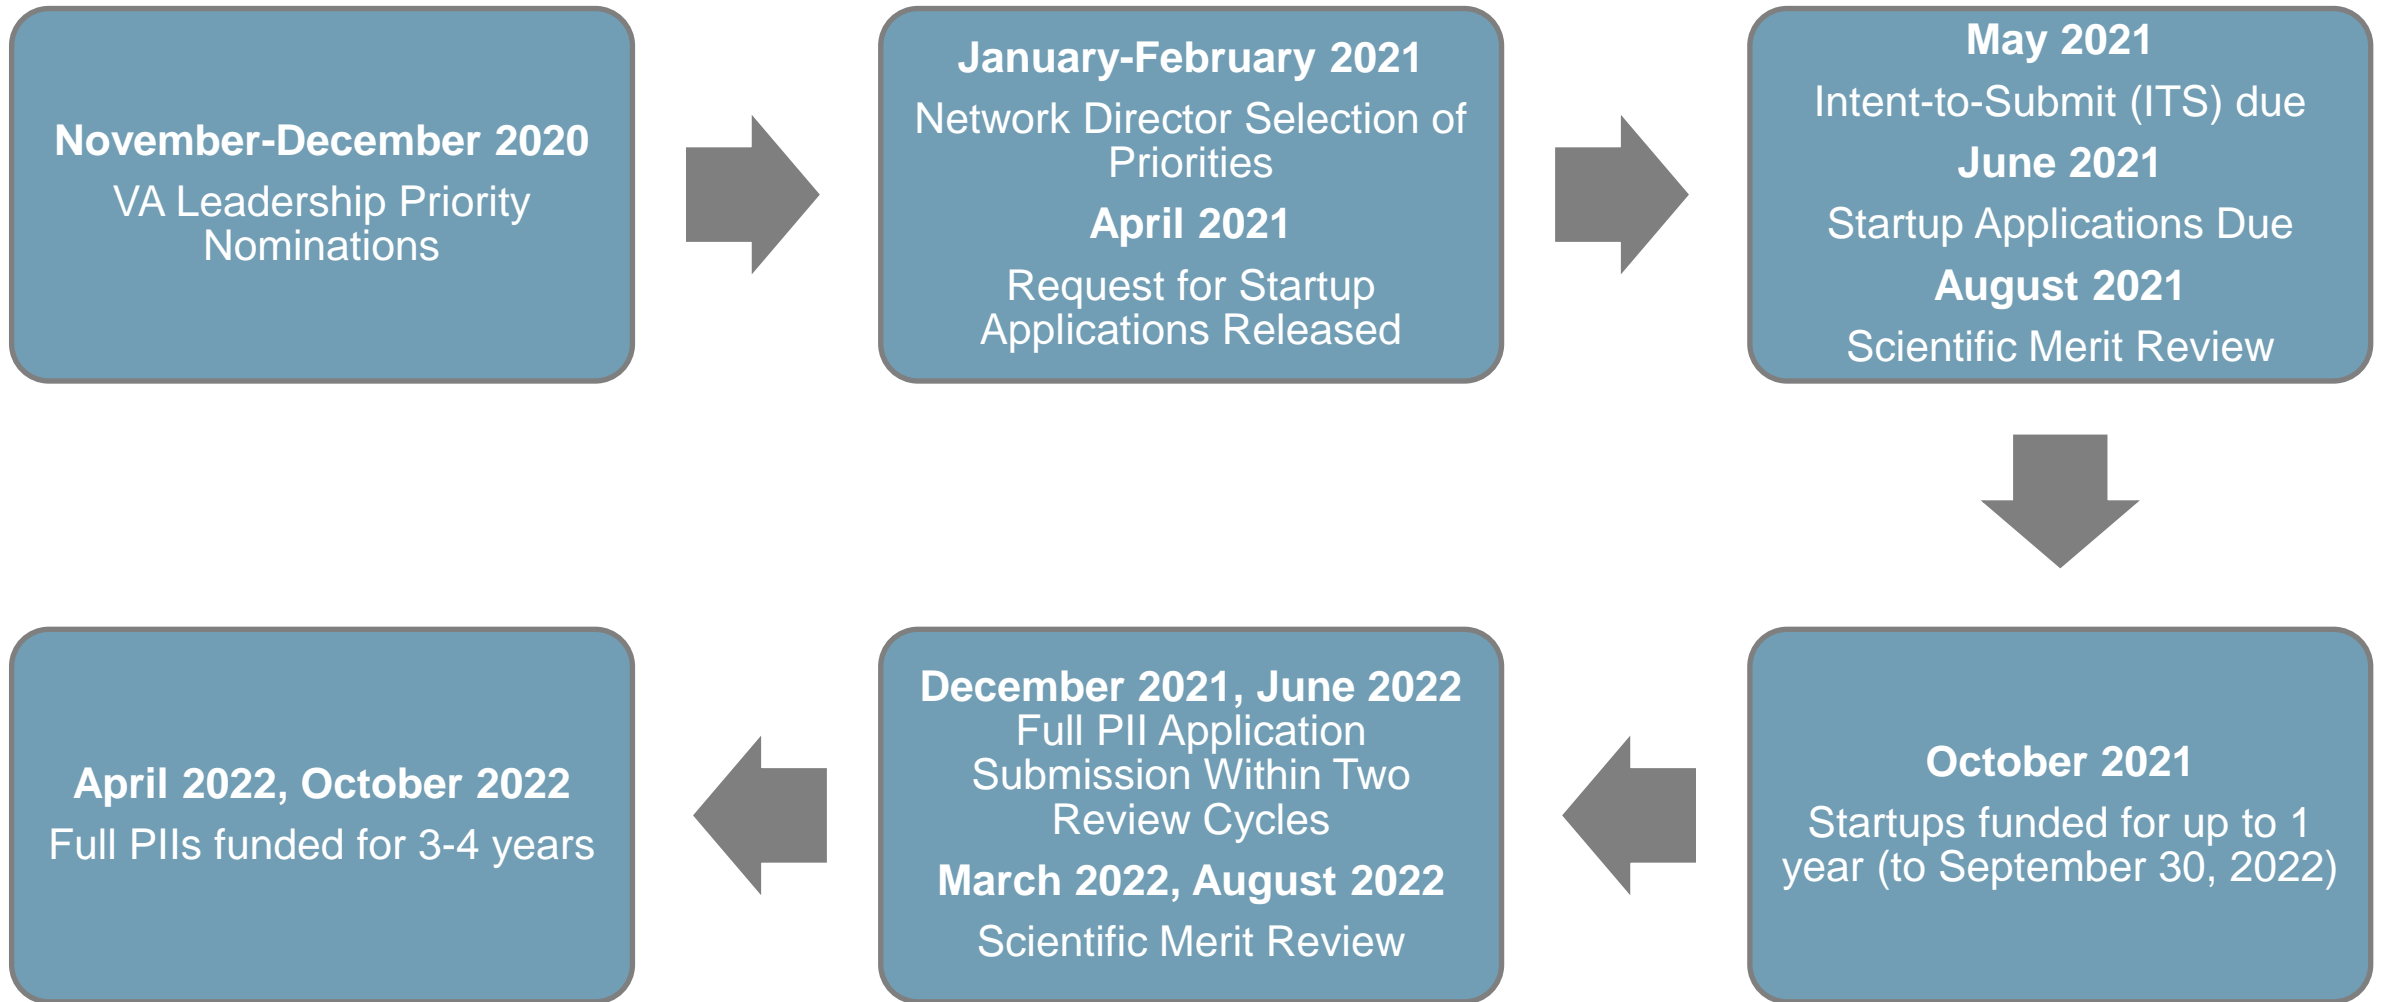 November-December 2020
VA Leadership Priority
Nominations
January-February 2021
Network Director Selection of
Priorities
April 2021
Request for Startup
Applications Released
May 2021
Intent-to-Submit (ITS) due
June 2021
Startup Applications Due
August 2021
Scientific Merit Review
October 2021
Startups funded for up to 1
year (to September 30, 2022)
December 2021, June 2022
Full PII Application
Submission Within Two
Review Cycles
March 2022, August 2022
Scientific Merit Review
April 2022, October 2022
Full PIIs funded for 3-4 years